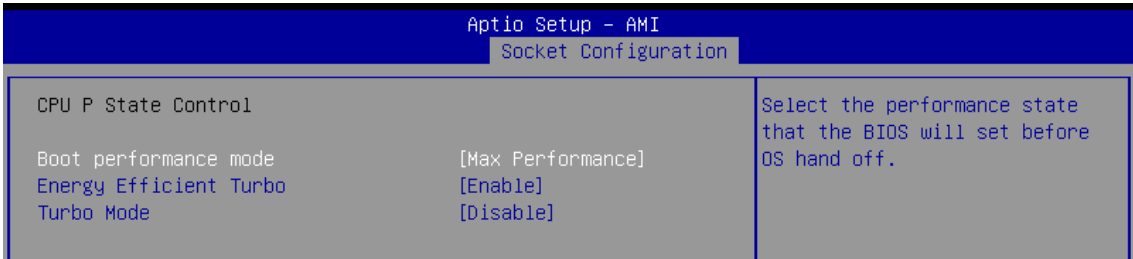 Aptio Setup – AMI
Socket Configuration
CPU P State Control
Boot performance mode [Max Performance]
Energy Efficient Turbo [Enable]
Turbo Mode [Disable]
Select the performance state
that the BIOS will set before
OS hand off.